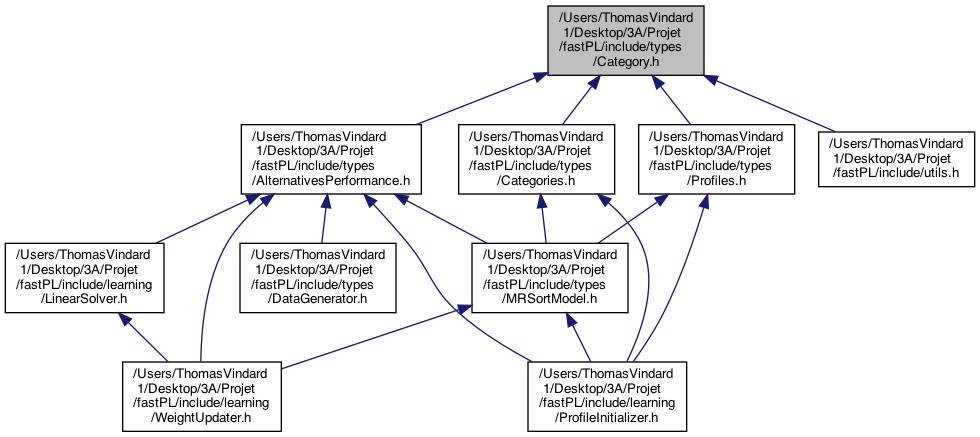 /Users/ThomasVindard
1/Desktop/3A/Projet
/fastPL/include/types
/Category.h
/Users/ThomasVindard
1/Desktop/3A/Projet
/fastPL/include/types
/AlternativesPerformance.h
/Users/ThomasVindard
1/Desktop/3A/Projet
/fastPL/include/types
/Categories.h
/Users/ThomasVindard
1/Desktop/3A/Projet
/fastPL/include/types
/Profiles.h
/Users/ThomasVindard
1/Desktop/3A/Projet
/fastPL/include/utils.h
/Users/ThomasVindard
1/Desktop/3A/Projet
/fastPL/include/learning
/LinearSolver.h
/Users/ThomasVindard
1/Desktop/3A/Projet
/fastPL/include/types
/DataGenerator.h
/Users/ThomasVindard
1/Desktop/3A/Projet
/fastPL/include/types
/MRSortModel.h
/Users/ThomasVindard
1/Desktop/3A/Projet
/fastPL/include/learning
/WeightUpdater.h
/Users/ThomasVindard
1/Desktop/3A/Projet
/fastPL/include/learning
/ProfileInitializer.h